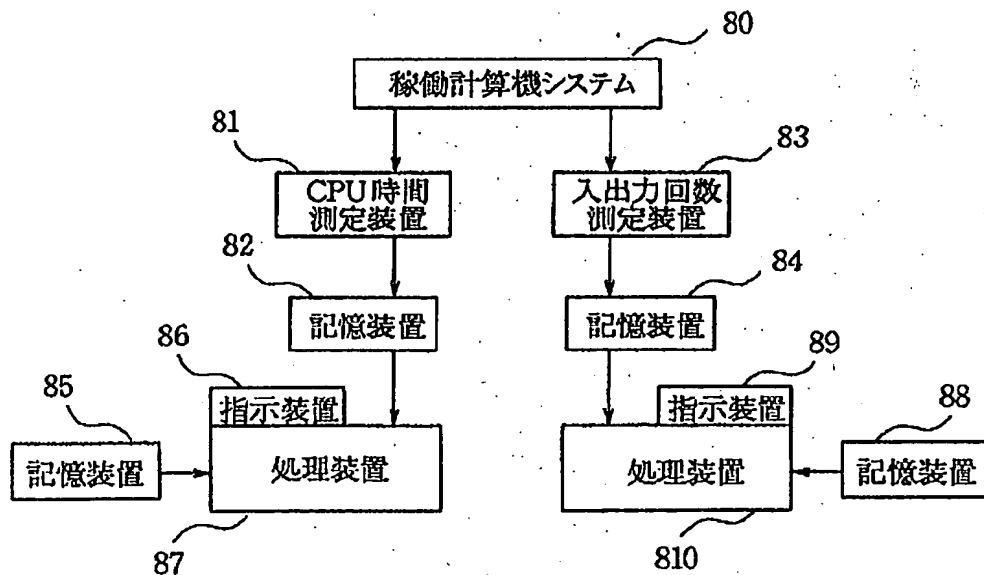 80
稼働計算機システム
81
83
CPU時間
測定装置
入出力回数
測定装置
82
84
記憶装置
記憶装置
86
89
85
指示装置
指示装置
88
記憶装置
処理装置
処理装置
記憶装置
87
810